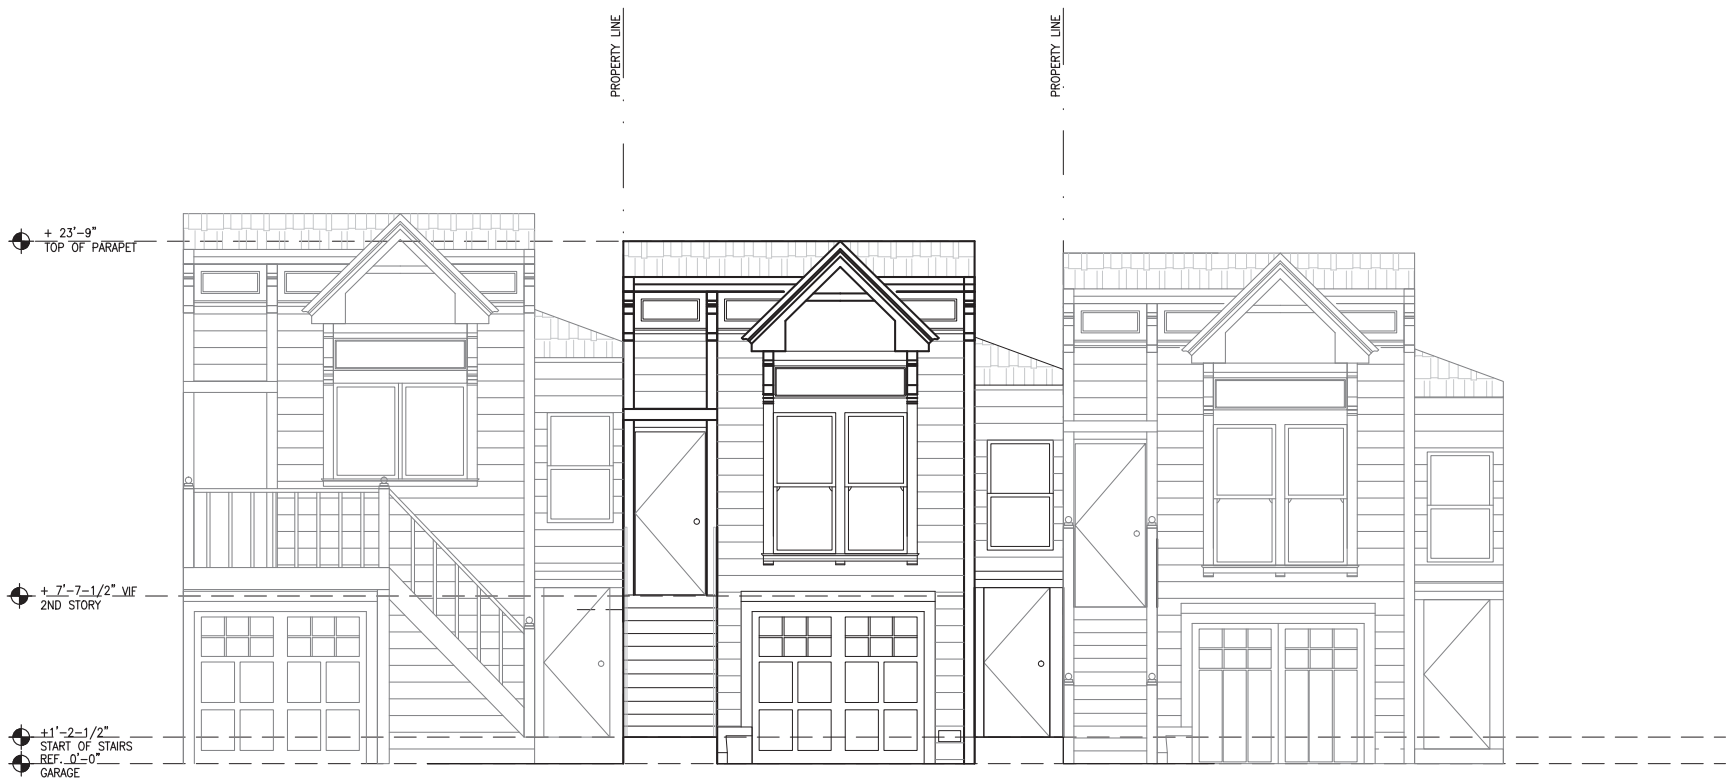 PROPERTY LINE
PROPERTY LINE
+ 23'-9"
TOP OF PARAPET
+ 7'-7-1/2" VIF
2ND STORY
+1'-2-1/2"
START OF STAIRS
REF. 0'-0"
GARAGE